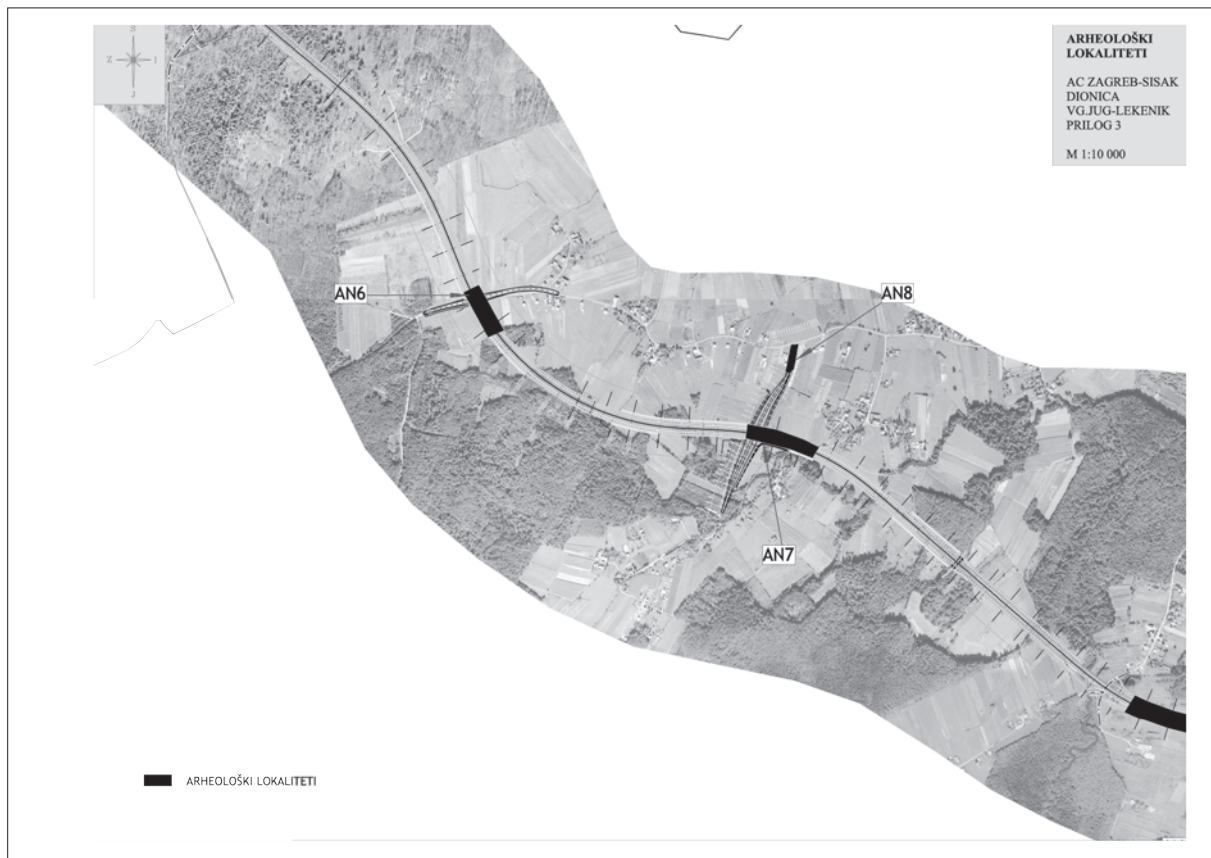 S
Z I
J
ARHEOLOŠKI
LOKALITETI
AC ZAGREB-SISAK
DIONICA
VG.JUG-LEKENIK
PRILOG 3
M 1:10 000
AN6
AN8
AN7
ARHEOLOŠKI LOKALITETI